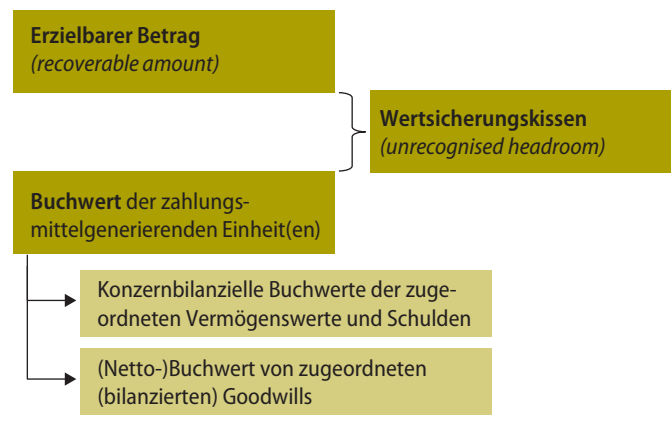 Erzielbarer Betrag
(recoverable amount)
Wertsicherungskissen
(unrecognised headroom)
Buchwert der zahlungs-
mittelgenerierenden Einheit(en)
Konzernbilanzielle Buchwerte der zuge-
ordneten Vermögenswerte und Schulden
(Netto-)Buchwert von zugeordneten
(bilanzierten) Goodwills